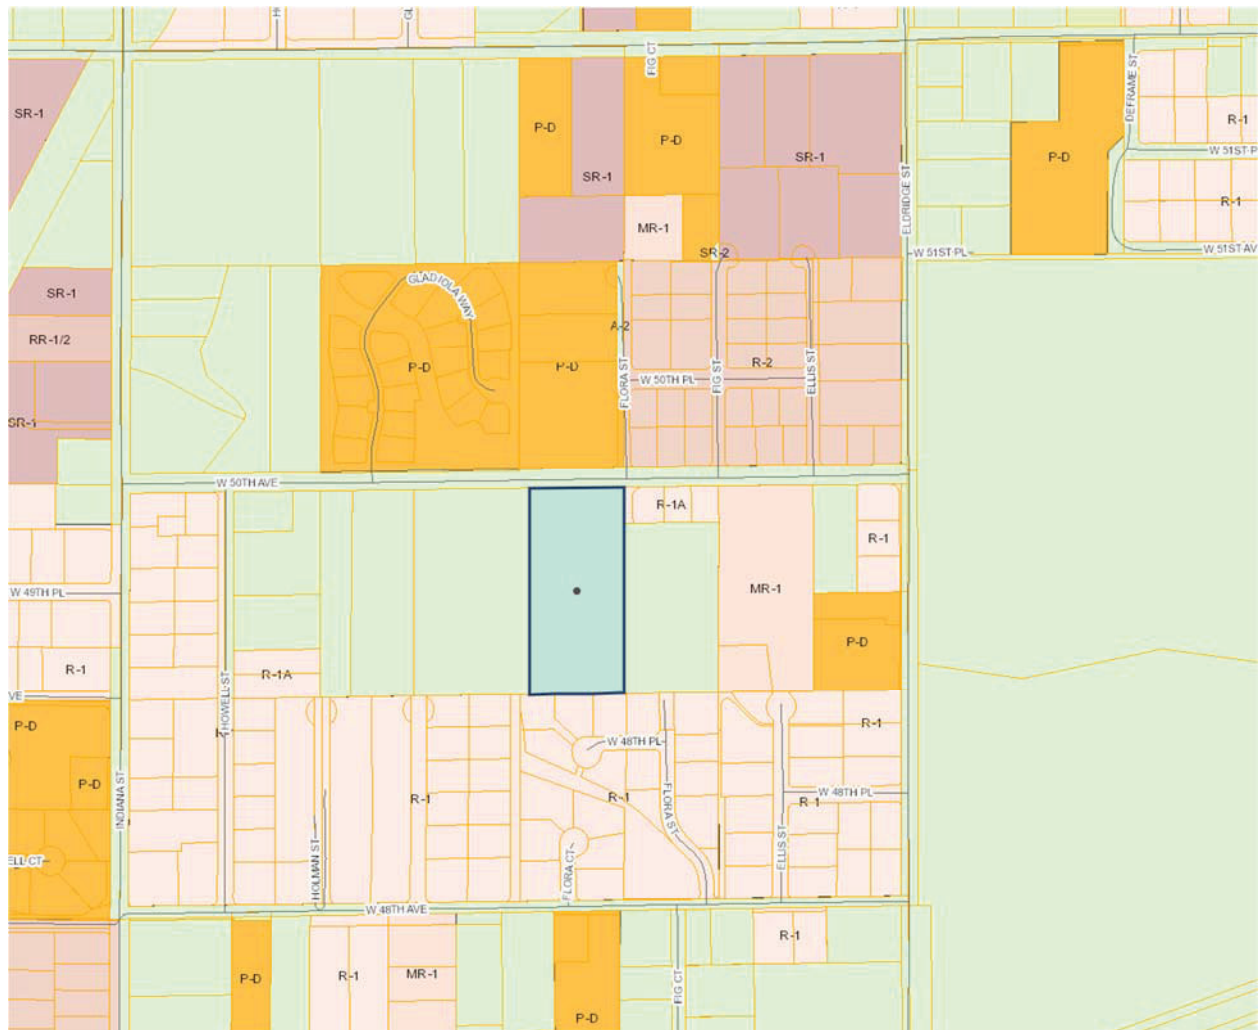 FIG CT
DEFRAME ST
SR-1
P-D
P-D
R-1
W 51ST P
SR-1
SR-1
P-D
ELDRIDGE ST
R-1
MR-1
SR-2
W 51ST PL
W 51ST AV
SR-1
GLADIOLA WAY
A-2
RR-1/2
P-D
P-D
FLORA ST
W 50TH PL
FIG ST
R-2
ELLIS ST
SR-1
W 50TH AVE
R-1A
R-1
W 49TH PL
MR-1
P-D
R-1
R-1A
VE
HOWELL ST
P-D
R-1
W 48TH PL
P-D
INDIANA ST
R-1
R-1
FLORA ST
W 48TH PL
R-1
ELLIS ST
HOLMAN ST
FLORA CT
ELL CT
W 48TH AVE
R-1
P-D
R-1
MR-1
FIG CT
P-D